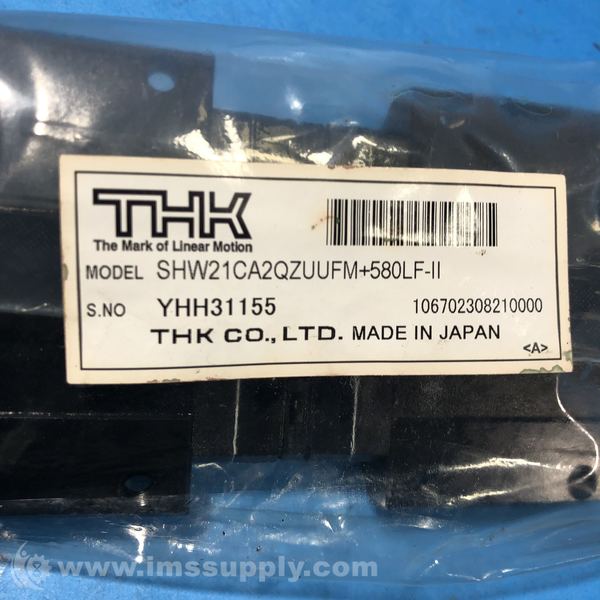 THK
The Mark of Linear Motion
MODEL SHW21CA2QZUUFM+580LF-II
S.NO YHH31155 106702308210000
THK CO.,LTD. MADE IN JAPAN
<A>
www.imssupply.com